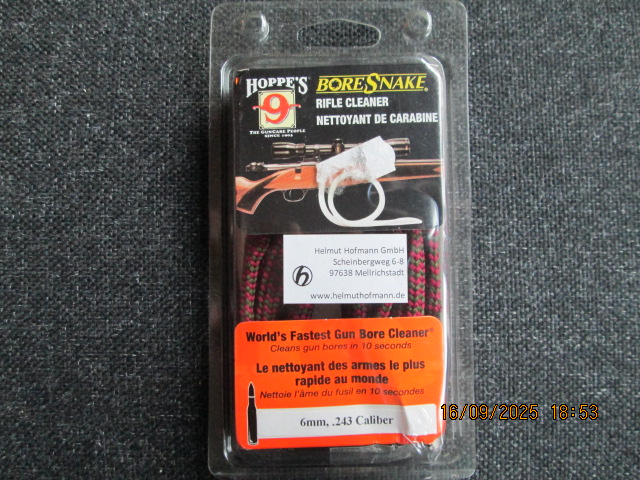 HOPPE'S
9
THE GUNCARE PEOPLE
SINCE 1903
BORESNAKE®
RIFLE CLEANER
NETTOYANT DE CARABINE
Helmut Hofmann GmbH
Scheinbergweg 6-8
97638 Mellrichstadt
h
www.helmuthofmann.de
World's Fastest Gun Bore Cleaner®
Cleans gun bores in 10 seconds
Le nettoyant des armes le plus
rapide au monde
Nettoie l'âme du fusil en 10 secondes
6mm, .243 Caliber
16/09/2025 18:53